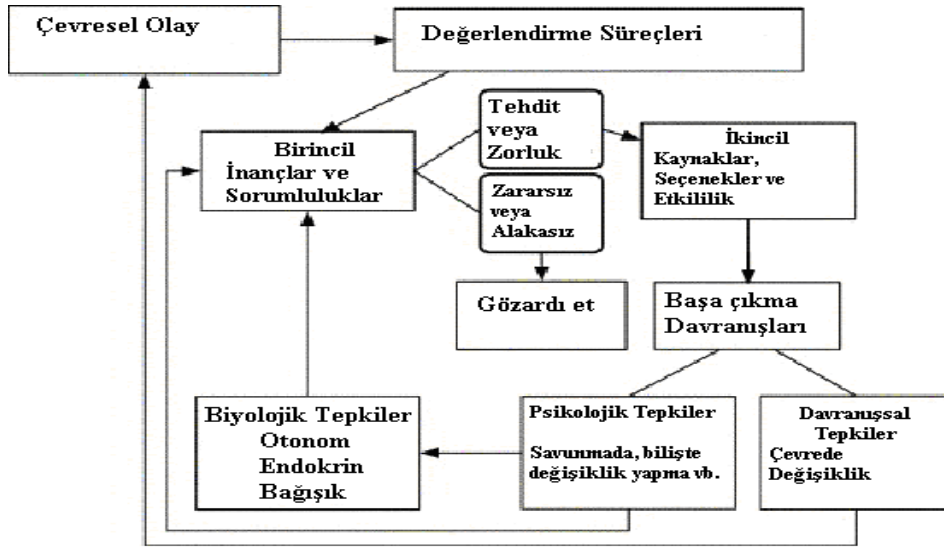 Çevresel Olay
Değerlendirme Süreçleri
Tehdit
veya
Zorluk
Birincil
İnançlar ve
Sorumluluklar
İkincil
Kaynaklar,
Seçenekler ve
Etkililik
Zararsız
veya
Alakasız
Gözardı et
Başa çıkma
Davranışları
Biyolojik Tepkiler
Otonom
Endokrin
Bağışık
Psikolojik Tepkiler
Savunmada, bilişte
değişiklik yapma vb.
Davranışsal
Tepkiler
Çevrede
Değişiklik